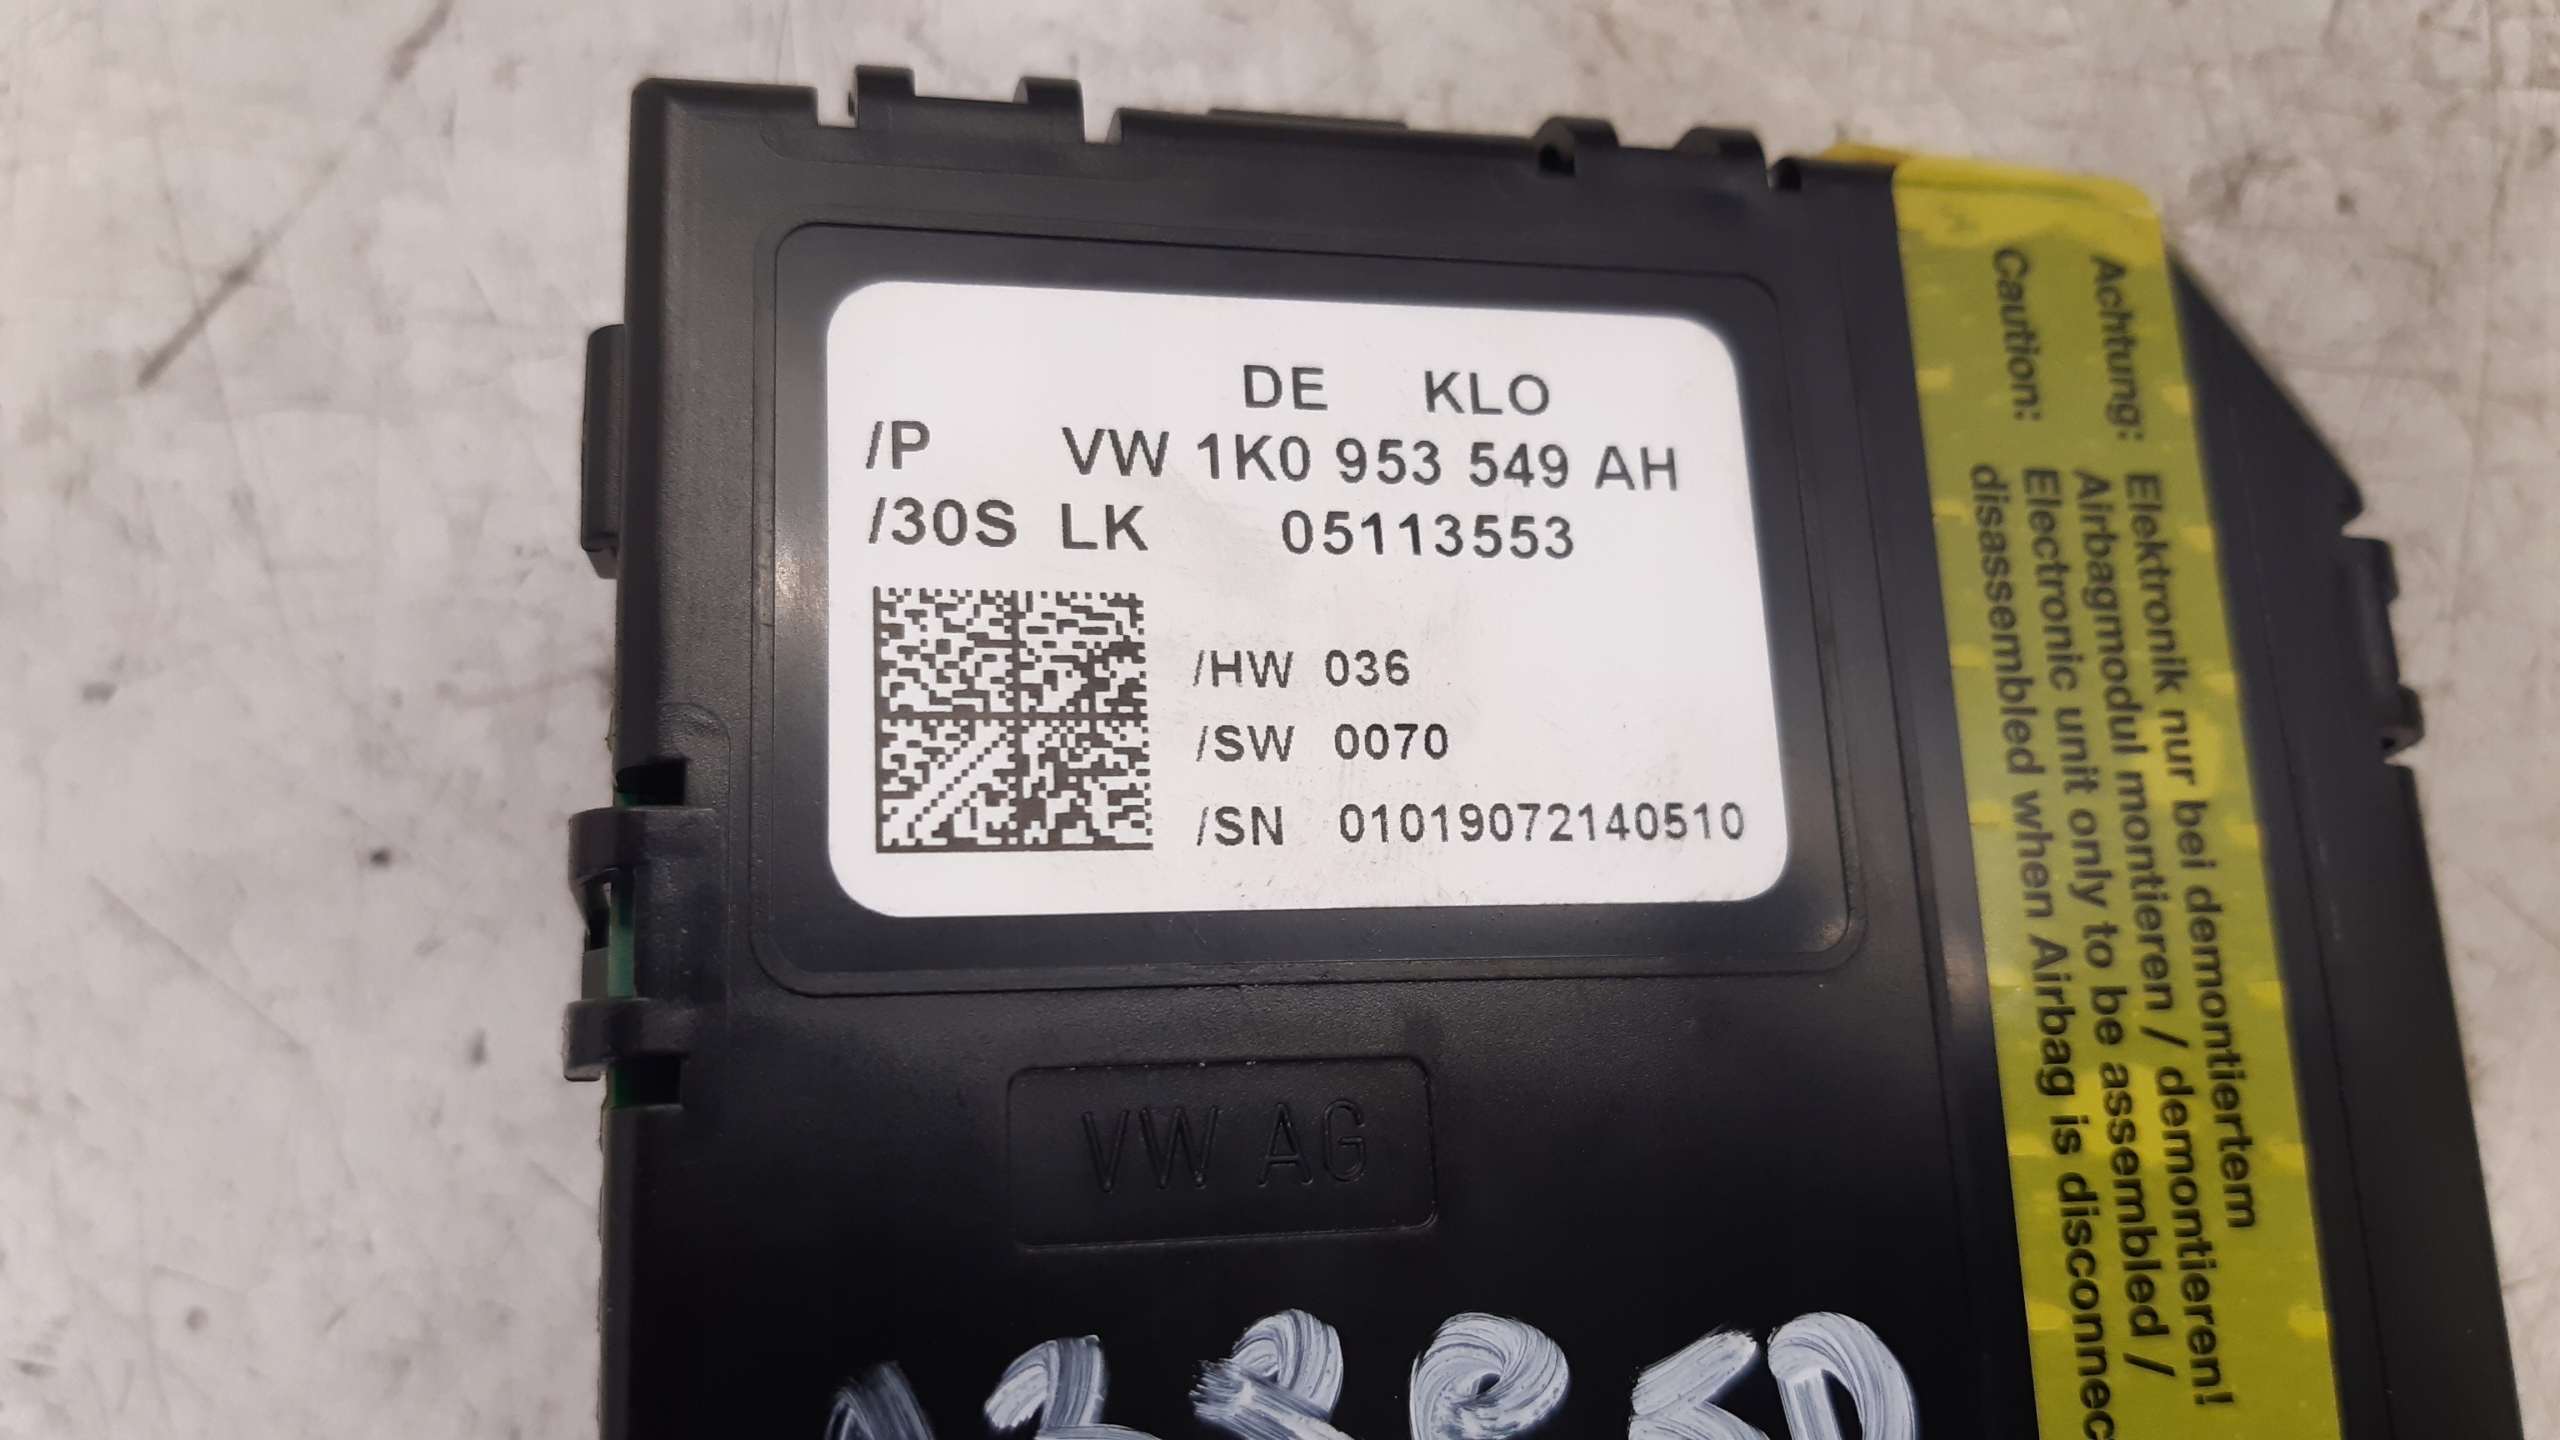 DE KLO
/P VW 1K0 953 549 AH
/30S LK 05113553
/HW 036
/SW 0070
/SN 01019072140510
VW AG
Achtung: Elektronik nur bei demontiertem
Airbagmodul montieren / demontieren!
Caution: Electronic unit only to be assembled /
disassembled when Airbag is disconnec